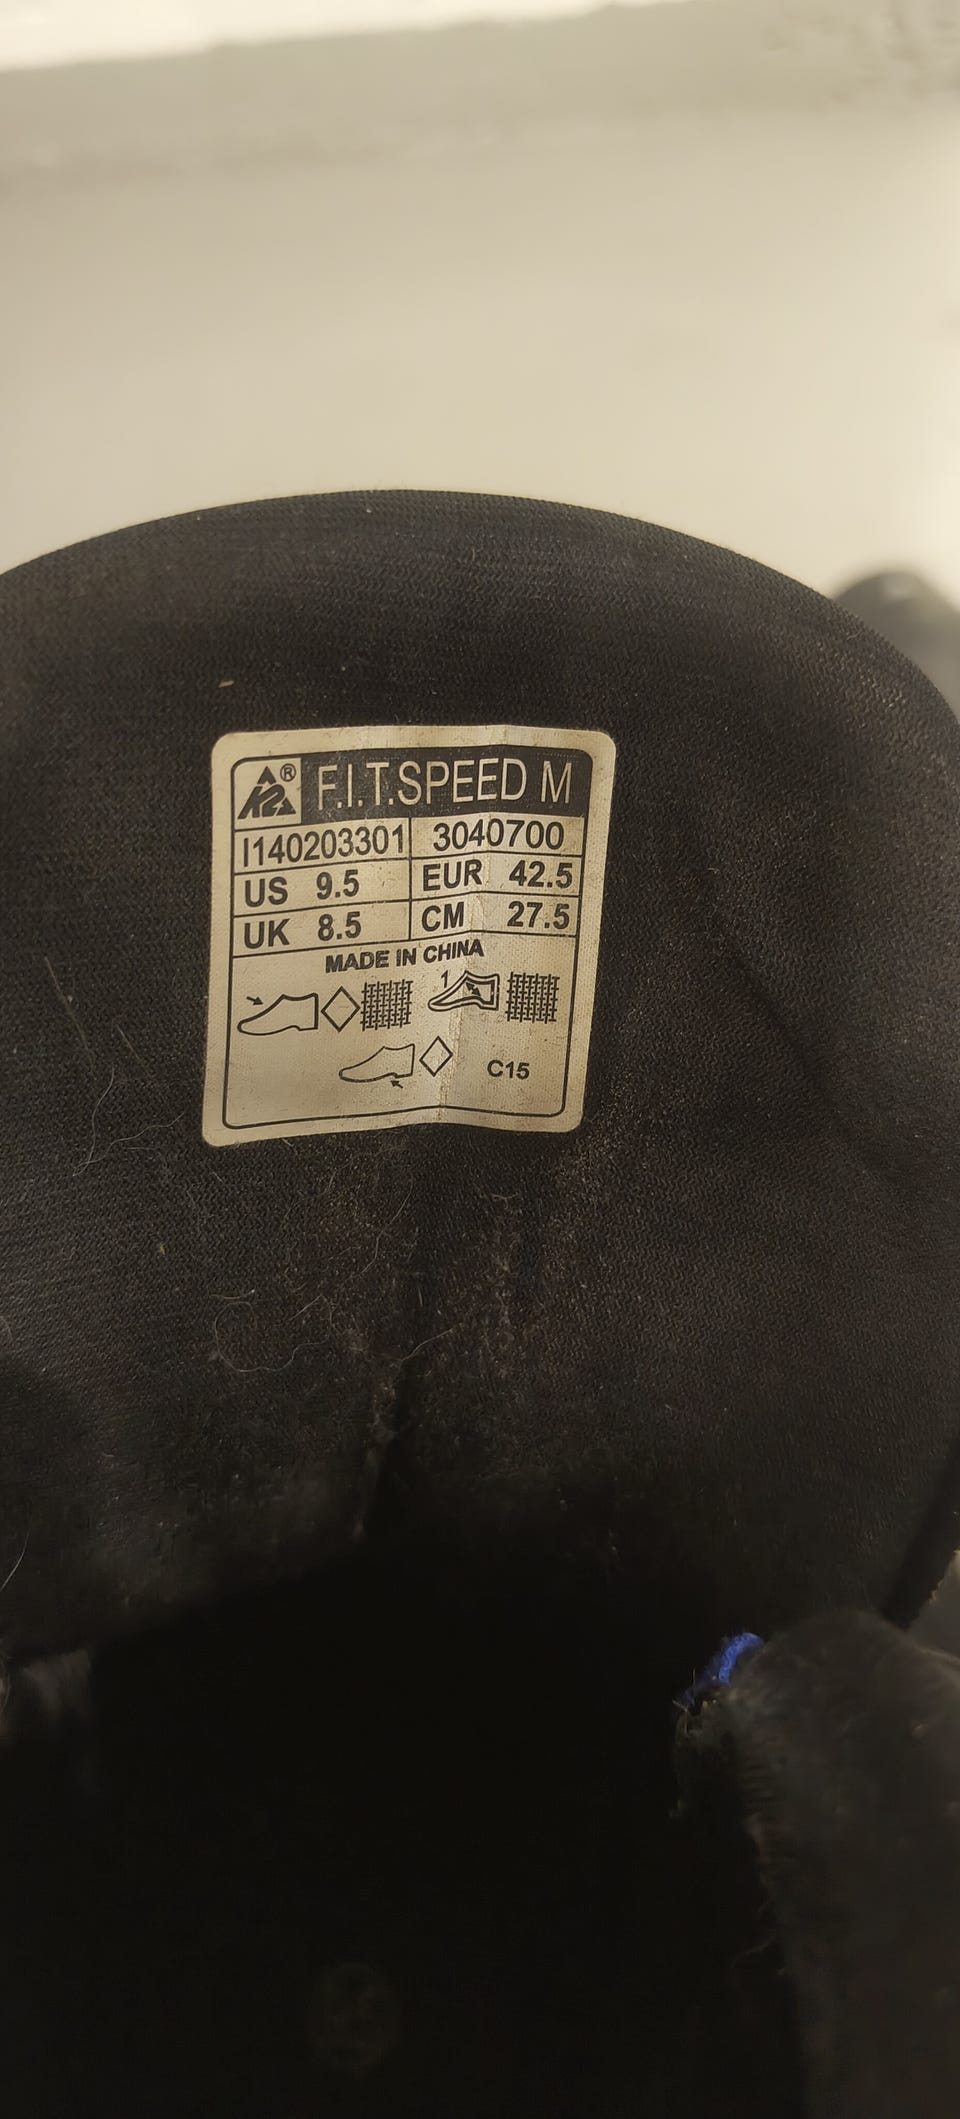 K2® F.I.T.SPEED M
I140203301 3040700
US 9.5 EUR 42.5
UK 8.5 CM 27.5
MADE IN CHINA
1
C15